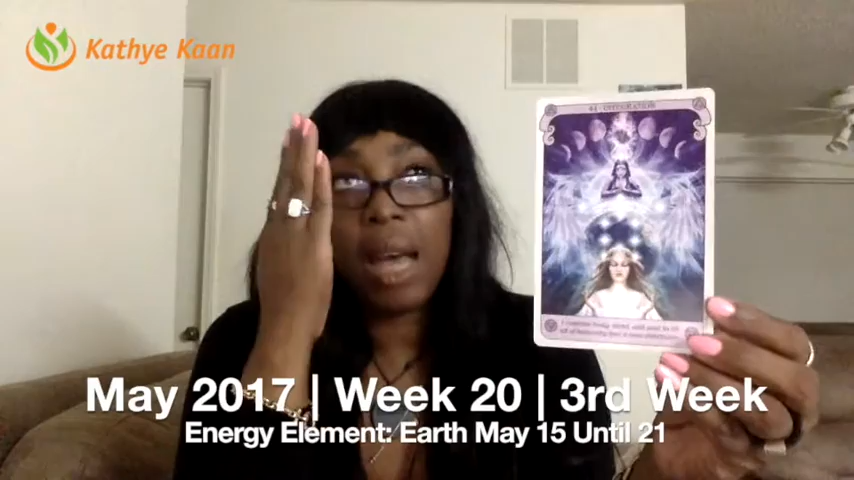 Kathye Kaan
May 2017 | Week 20 | 3rd Week
Energy Element: Earth May 15 Until 21